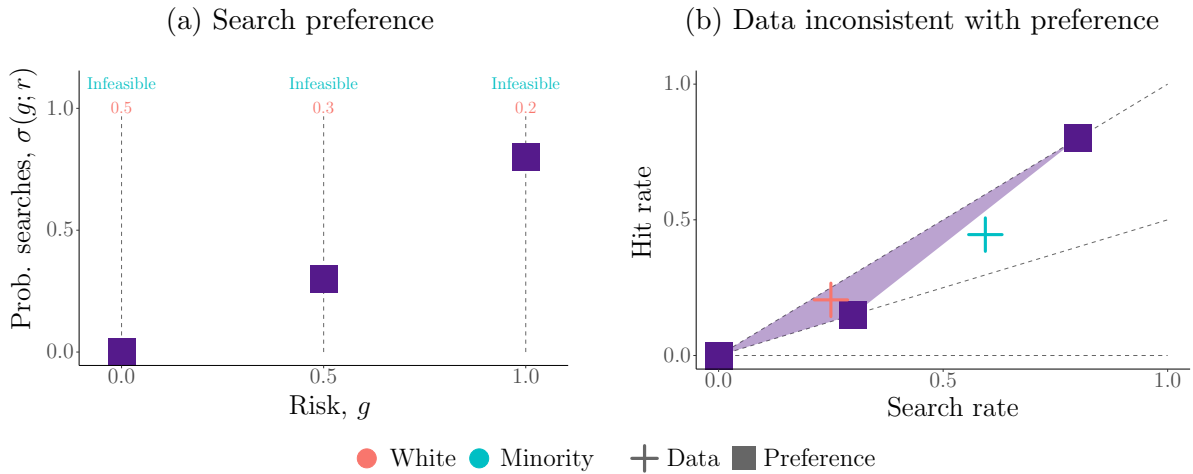 (a) Search preference
(b) Data inconsistent with preference
Infeasible
Infeasible
Infeasible
0.5
0.3
0.2
Prob. searches, σ(g; r)
1.0
0.5
0.0
0.0
0.5
1.0
Risk, g
Hit rate
1.0
0.5
0.0
0.0
0.5
1.0
Search rate
White
Minority
Data
Preference